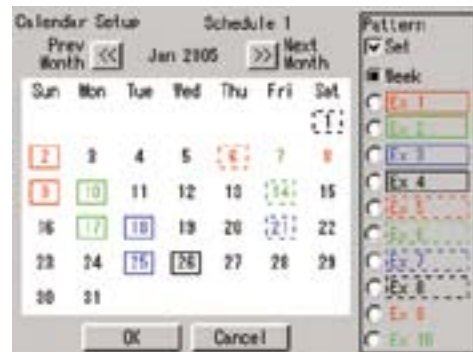 Calendar Setup Schedule 1
Prev Month << Jan 2005 >> Next Month
Sun Mon Tue Wed Thu Fri Sat
1
2 3 4 5 6 7 8
9 10 11 12 13 14 15
16 17 18 19 20 21 22
23 24 25 26 27 28 29
30 31
OK Cancel
Pattern
Set
Week
Ex 1
Ex 2
Ex 3
Ex 4
Ex 5
Ex 6
Ex 7
Ex 8
Ex 9
Ex 10